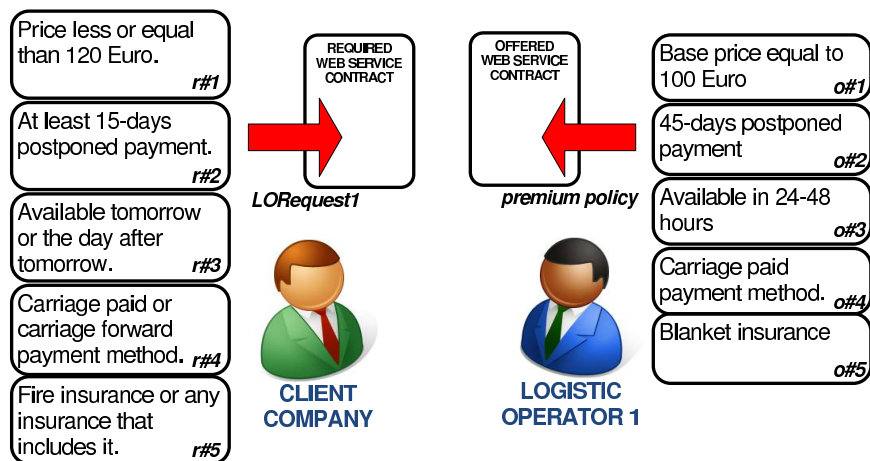 Price less or equal
than 120 Euro.
r#1
At least 15-days
postponed payment.
r#2
Available tomorrow
or the day after
tomorrow.
r#3
Carriage paid or
carriage forward
payment method.
r#4
Fire insurance or any
insurance that
includes it.
r#5
REQUIRED
WEB SERVICE
CONTRACT
LORequest1
CLIENT
COMPANY
OFFERED
WEB SERVICE
CONTRACT
premium policy
LOGISTIC
OPERATOR 1
Base price equal to
100 Euro
o#1
45-days postponed
payment
o#2
Available in 24-48
hours
o#3
Carriage paid
payment method.
o#4
Blanket insurance
o#5